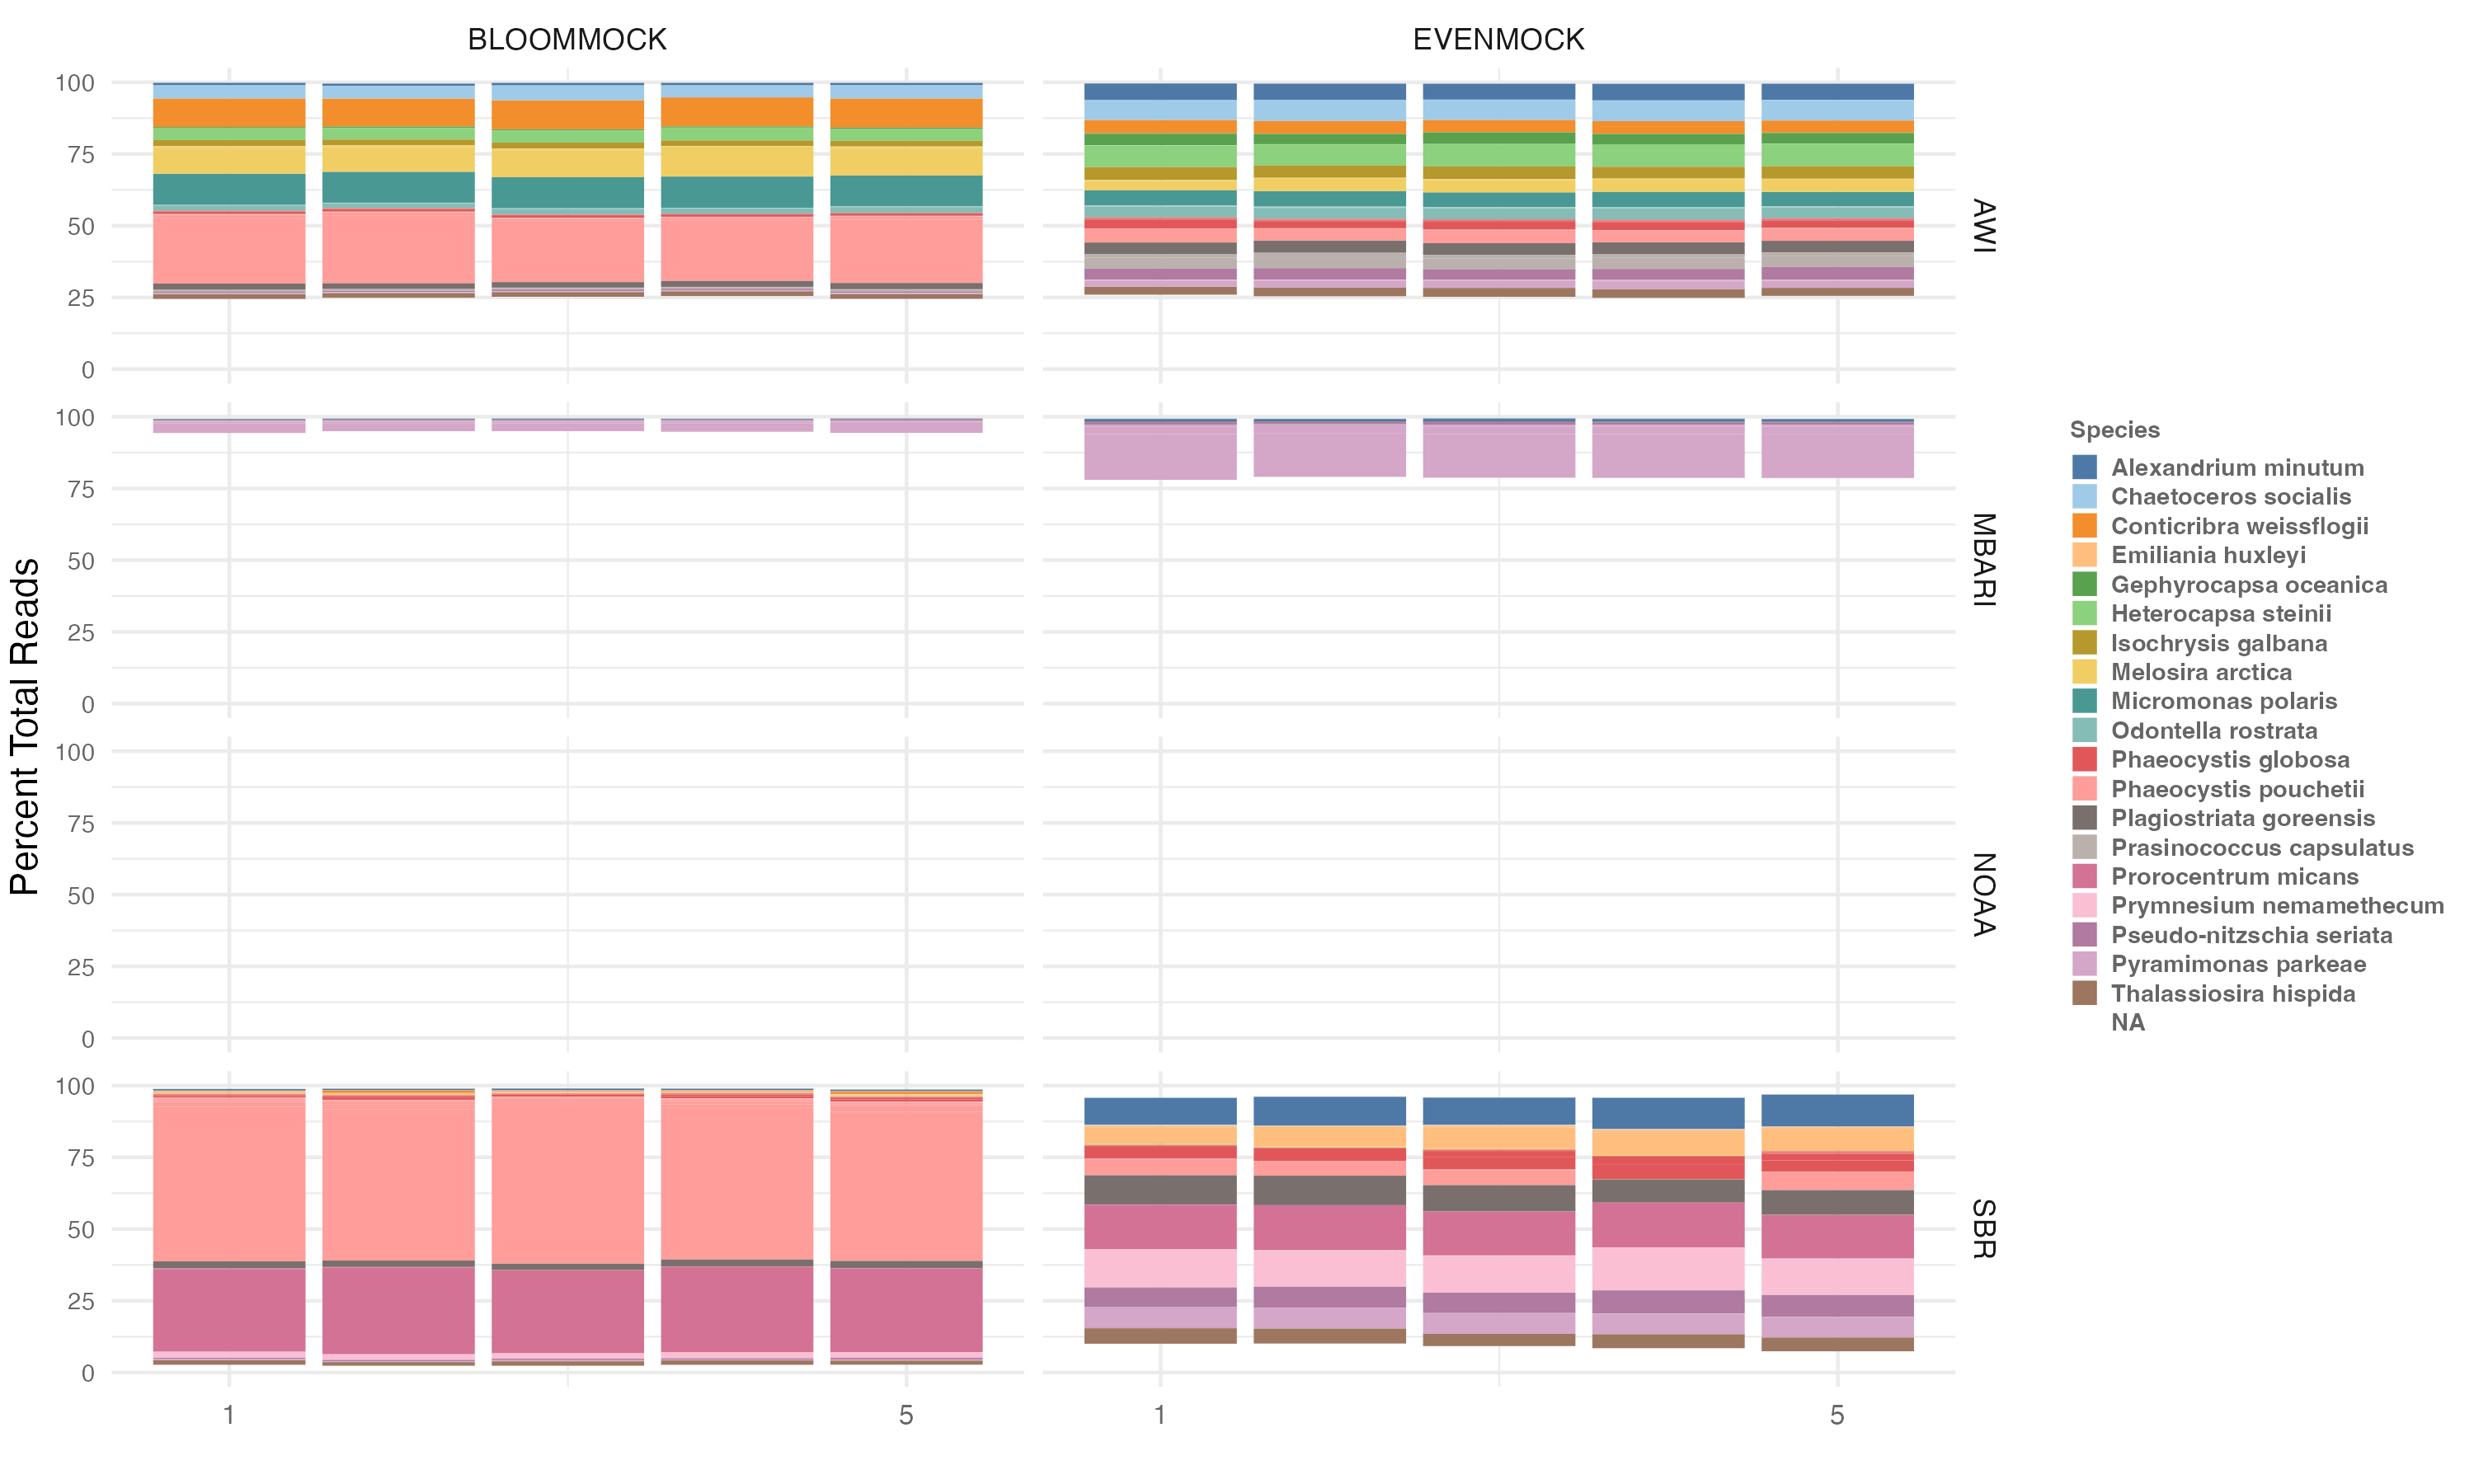 BLOOMMOCK
EVENMOCK
100
75
50
25
0
AWI
100
75
50
25
0
MBARI
100
75
50
25
0
NOAA
100
75
50
25
0
SBR
1
5
1
5
Percent Total Reads
Species
Alexandrium minutum
Chaetoceros socialis
Conticribra weissflogii
Emiliania huxleyi
Gephyrocapsa oceanica
Heterocapsa steinii
Isochrysis galbana
Melosira arctica
Micromonas polaris
Odontella rostrata
Phaeocystis globosa
Phaeocystis pouchetii
Plagiostriata goreensis
Prasinococcus capsulatus
Prorocentrum micans
Prymnesium nemamethecum
Pseudo-nitzschia seriata
Pyramimonas parkeae
Thalassiosira hispida
NA